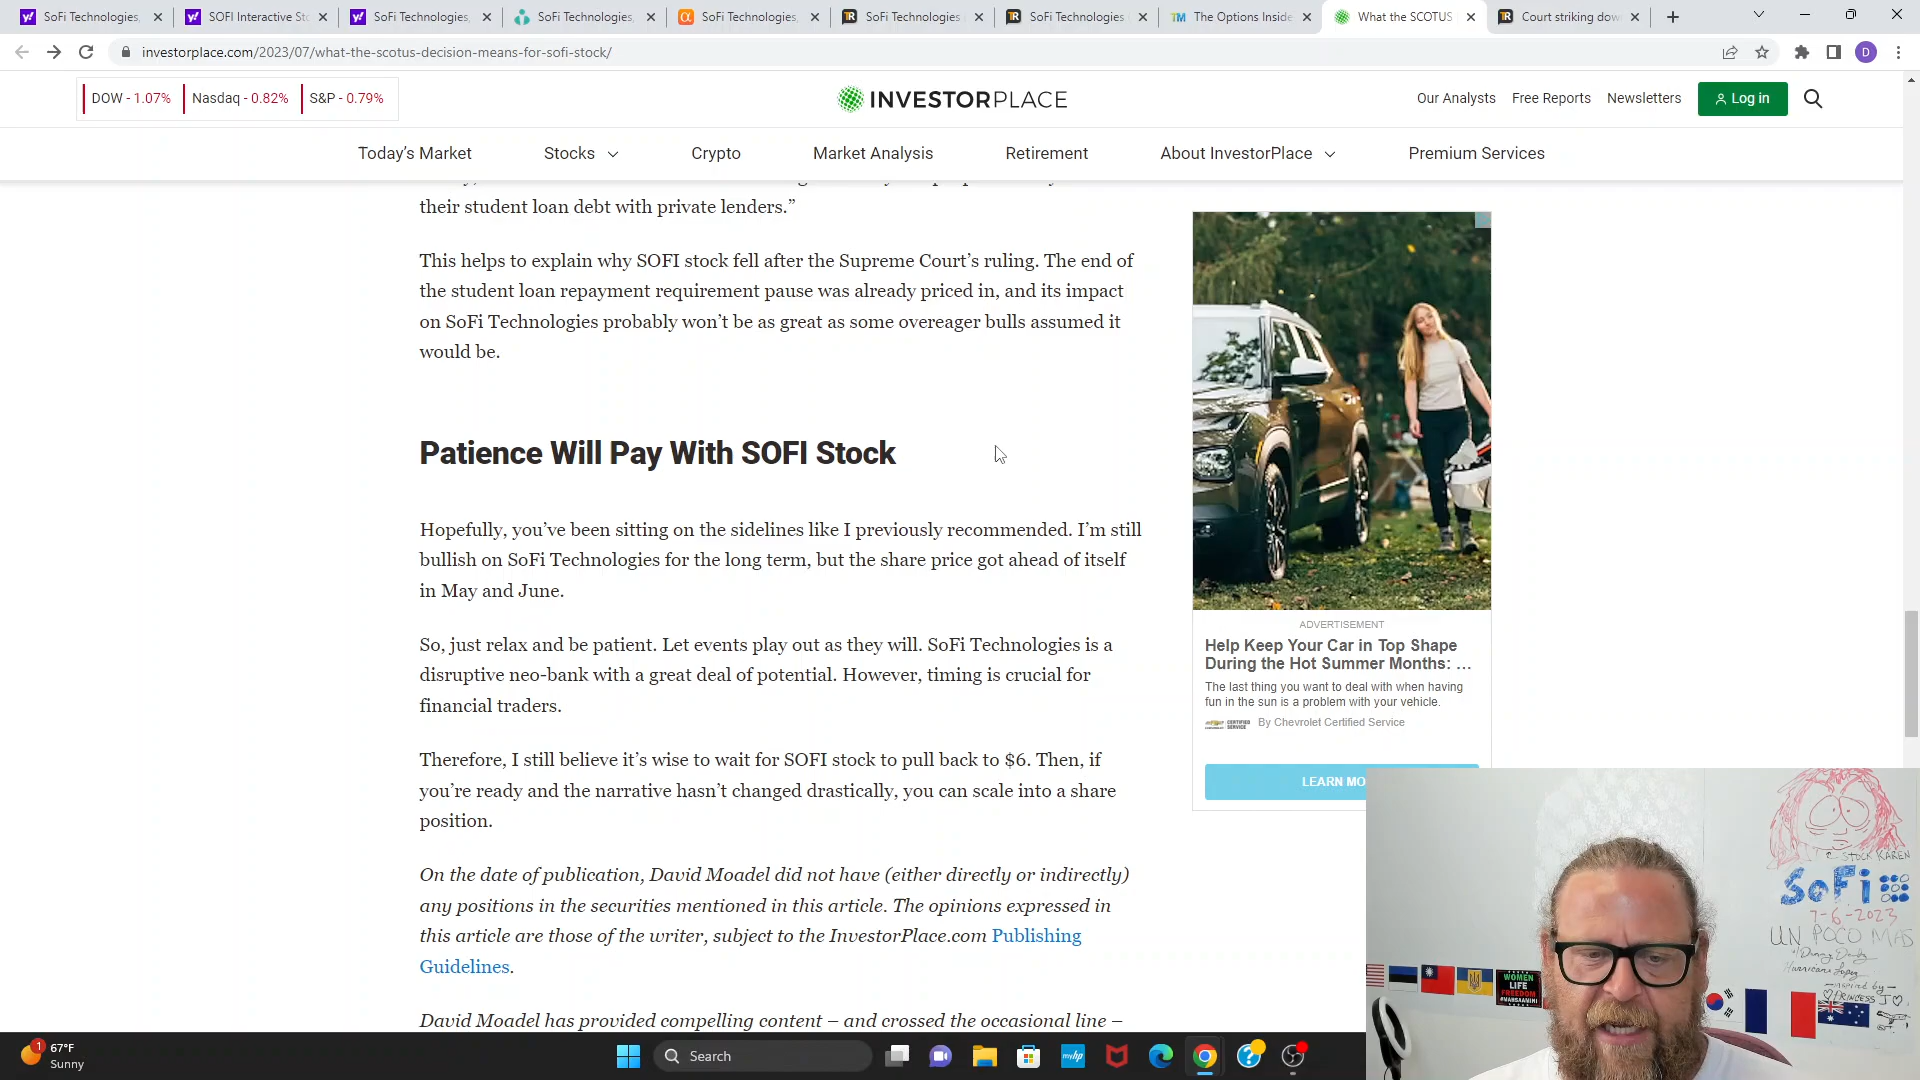 SoFi Technologies,
SOFI Interactive Sto
SoFi Technologies,
SoFi Technologies,
SoFi Technologies,
SoFi Technologies
SoFi Technologies
The Options Inside
What the SCOTUS
Court striking dow
investorplace.com/2023/07/what-the-scotus-decision-means-for-sofi-stock/
D
DOW - 1.07%
Nasdaq - 0.82%
S&P - 0.79%
INVESTORPLACE
Our Analysts
Free Reports
Newsletters
Log in
Today's Market
Stocks
Crypto
Market Analysis
Retirement
About InvestorPlace
Premium Services
their student loan debt with private lenders.”
This helps to explain why SOFI stock fell after the Supreme Court's ruling. The end of
the student loan repayment requirement pause was already priced in, and its impact
on SoFi Technologies probably won't be as great as some overeager bulls assumed it
would be.
Patience Will Pay With SOFI Stock
Hopefully, you've been sitting on the sidelines like I previously recommended. I'm still
bullish on SoFi Technologies for the long term, but the share price got ahead of itself
in May and June.
So, just relax and be patient. Let events play out as they will. SoFi Technologies is a
disruptive neo-bank with a great deal of potential. However, timing is crucial for
financial traders.
Therefore, I still believe it's wise to wait for SOFI stock to pull back to $6. Then, if
you're ready and the narrative hasn't changed drastically, you can scale into a share
position.
On the date of publication, David Moadel did not have (either directly or indirectly)
any positions in the securities mentioned in this article. The opinions expressed in
this article are those of the writer, subject to the InvestorPlace.com Publishing
Guidelines.
David Moadel has provided compelling content – and crossed the occasional line –
ADVERTISEMENT
Help Keep Your Car in Top Shape
During the Hot Summer Months: …
The last thing you want to deal with when having
fun in the sun is a problem with your vehicle.
CERTIFIED
SERVICE
By Chevrolet Certified Service
LEARN MO
STOCK KAREN
SoFi
7-6-2023
UN POCO MAS
Hurricane
inspired by
PRINCESS J
WOMEN
LIFE
FREEDOM
#MAHSAAMINI
1
67°F
Sunny
Search
myhp